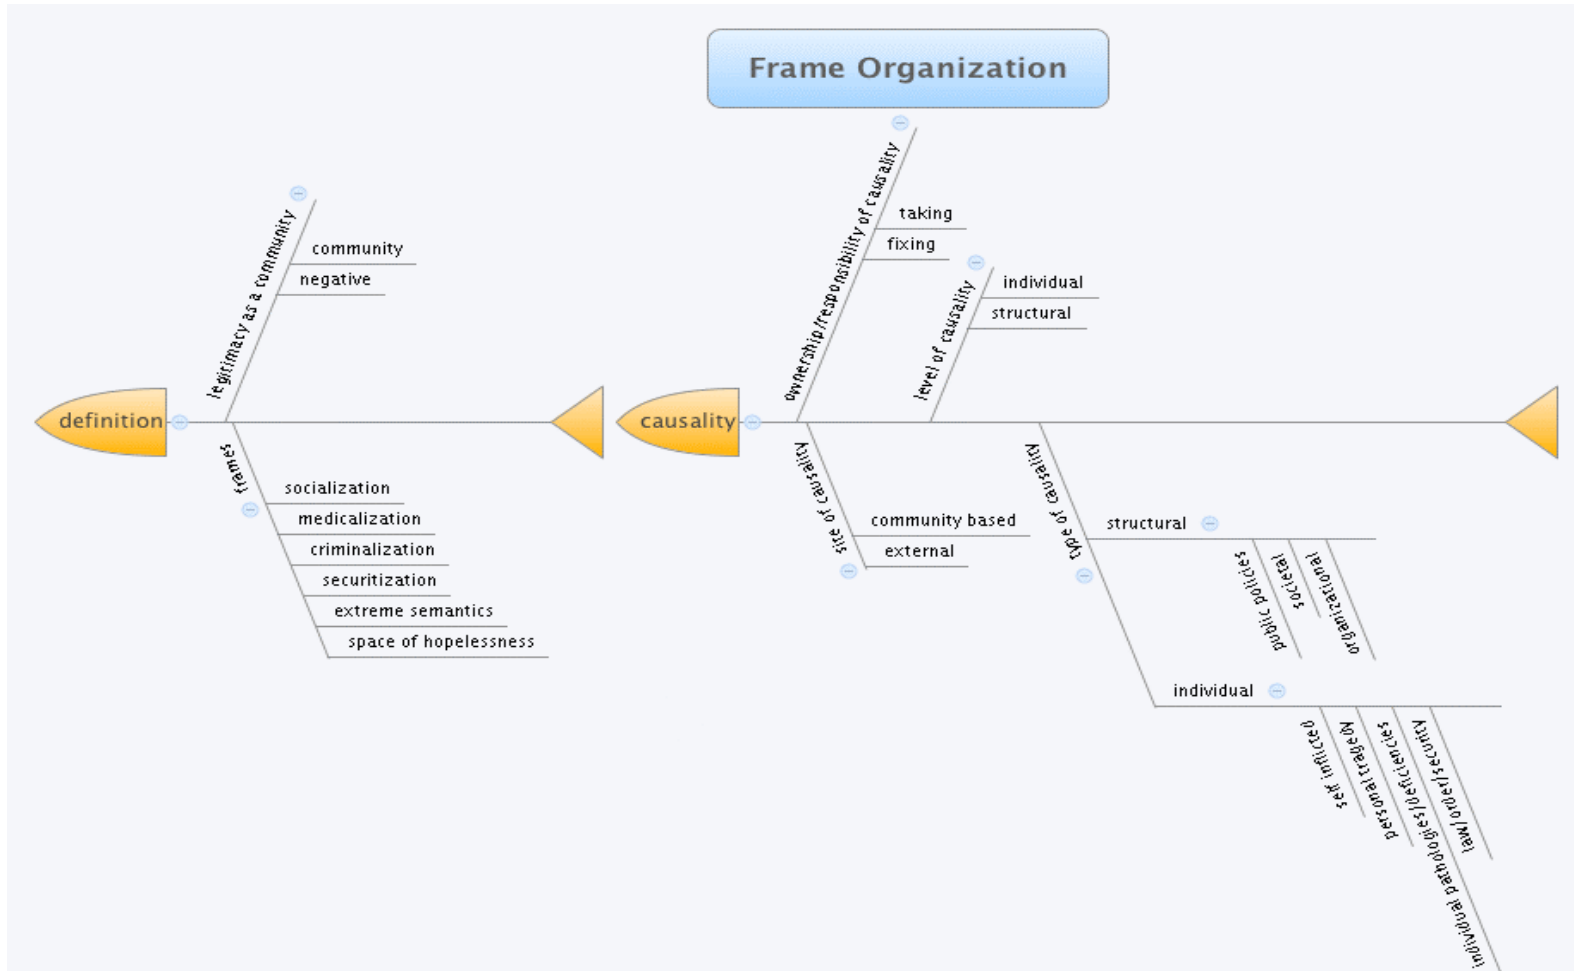 Frame Organization
legitimacy as a community
community
negative
definition
frames
socialization
medicalization
criminalization
securitization
extreme semantics
space of hopelessness
ownership/responsibility of causality
taking
fixing
level of causality
individual
structural
causality
site of causality
community based
external
type of causality
structural
public policies
societal
organizational
individual
self inflicted
personal tragedy
individual pathologies/deficiencies
law/order/security